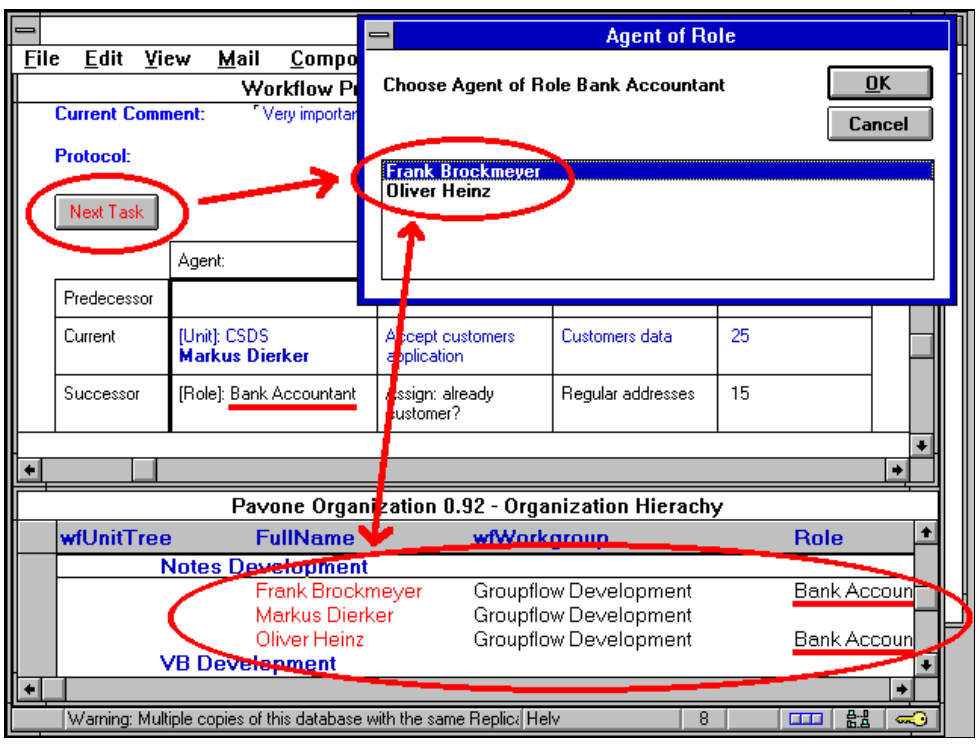 Agent of Role
File Edit View Mail Compo
Choose Agent of Role Bank Accountant
OK
Cancel
Workflow Pr
Current Comment: Very importan
Protocol:
Frank Brockmeyer
Oliver Heinz
Next Task
Agent:
Predecessor
Current [Unit]: CSDS Accept customers Customers data 25
Markus Dierker application
Successor [Role]: Bank Accountant Assign: already Regular addresses 15
customer?
Pavone Organization 0.92 - Organization Hierachy
wfUnitTree FullName wfWorkgroup Role
Notes Development
Frank Brockmeyer Groupflow Development Bank Accoun
Markus Dierker Groupflow Development
Oliver Heinz Groupflow Development Bank Accoun
VB Development
Warning: Multiple copies of this database with the same Replica Helv 8